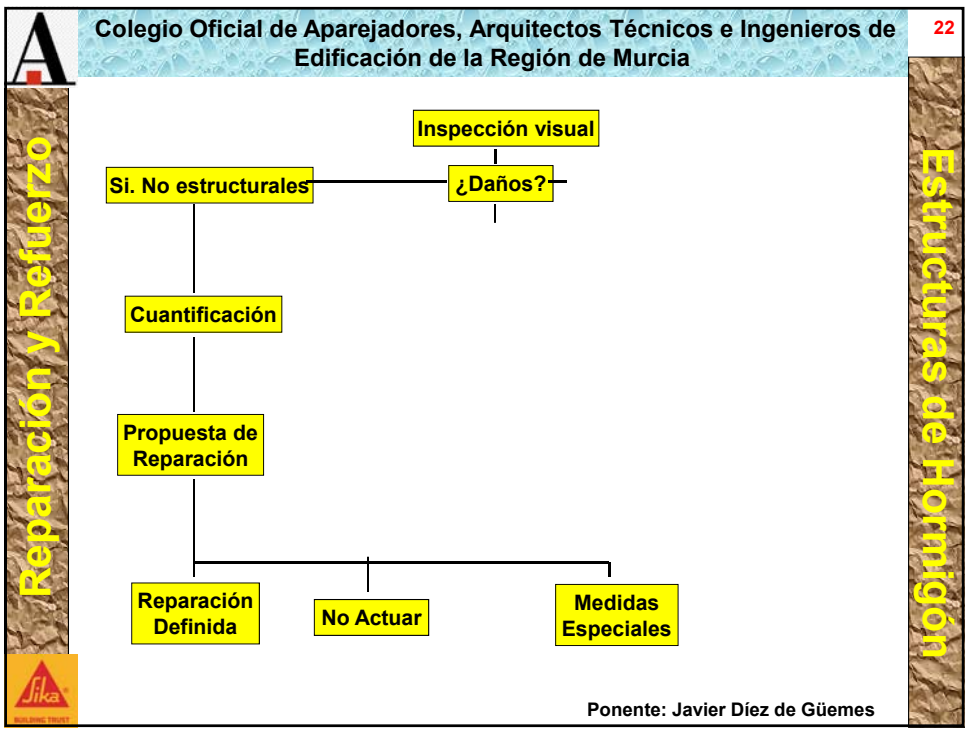 Colegio Oficial de Aparejadores, Arquitectos Técnicos e Ingenieros de
Edificación de la Región de Murcia
22
Reparación y Refuerzo
Estructuras de Hormigón
Inspección visual
Si. No estructurales
¿Daños?
Cuantificación
Propuesta de
Reparación
Reparación
Definida
No Actuar
Medidas
Especiales
Sika
BUILDING TRUST
Ponente: Javier Díez de Güemes